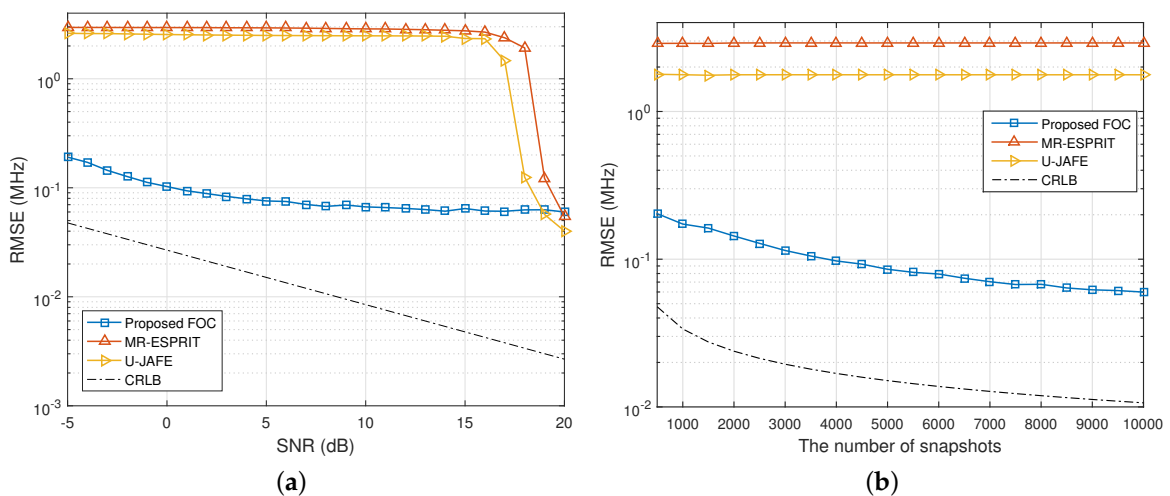 10^0
10^-1
10^-2
10^-3
RMSE (MHz)
Proposed FOC
MR-ESPRIT
U-JAFE
CRLB
-5 0 5 10 15 20
SNR (dB)
(a)
10^0
10^-1
10^-2
RMSE (MHz)
Proposed FOC
MR-ESPRIT
U-JAFE
CRLB
1000 2000 3000 4000 5000 6000 7000 8000 9000 10000
The number of snapshots
(b)